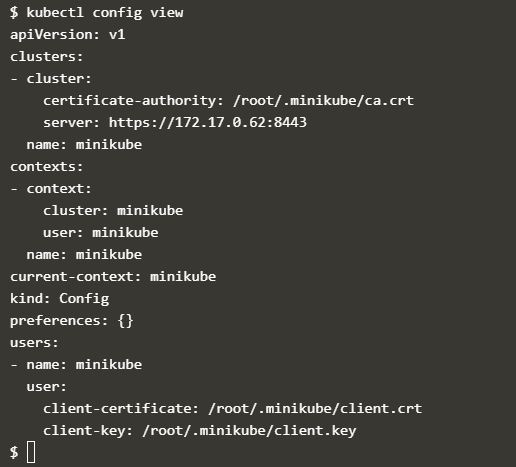 $ kubectl config view
apiVersion: v1
clusters:
- cluster:
    certificate-authority: /root/.minikube/ca.crt
    server: https://172.17.0.62:8443
  name: minikube
contexts:
- context:
    cluster: minikube
    user: minikube
  name: minikube
current-context: minikube
kind: Config
preferences: {}
users:
- name: minikube
  user:
    client-certificate: /root/.minikube/client.crt
    client-key: /root/.minikube/client.key
$